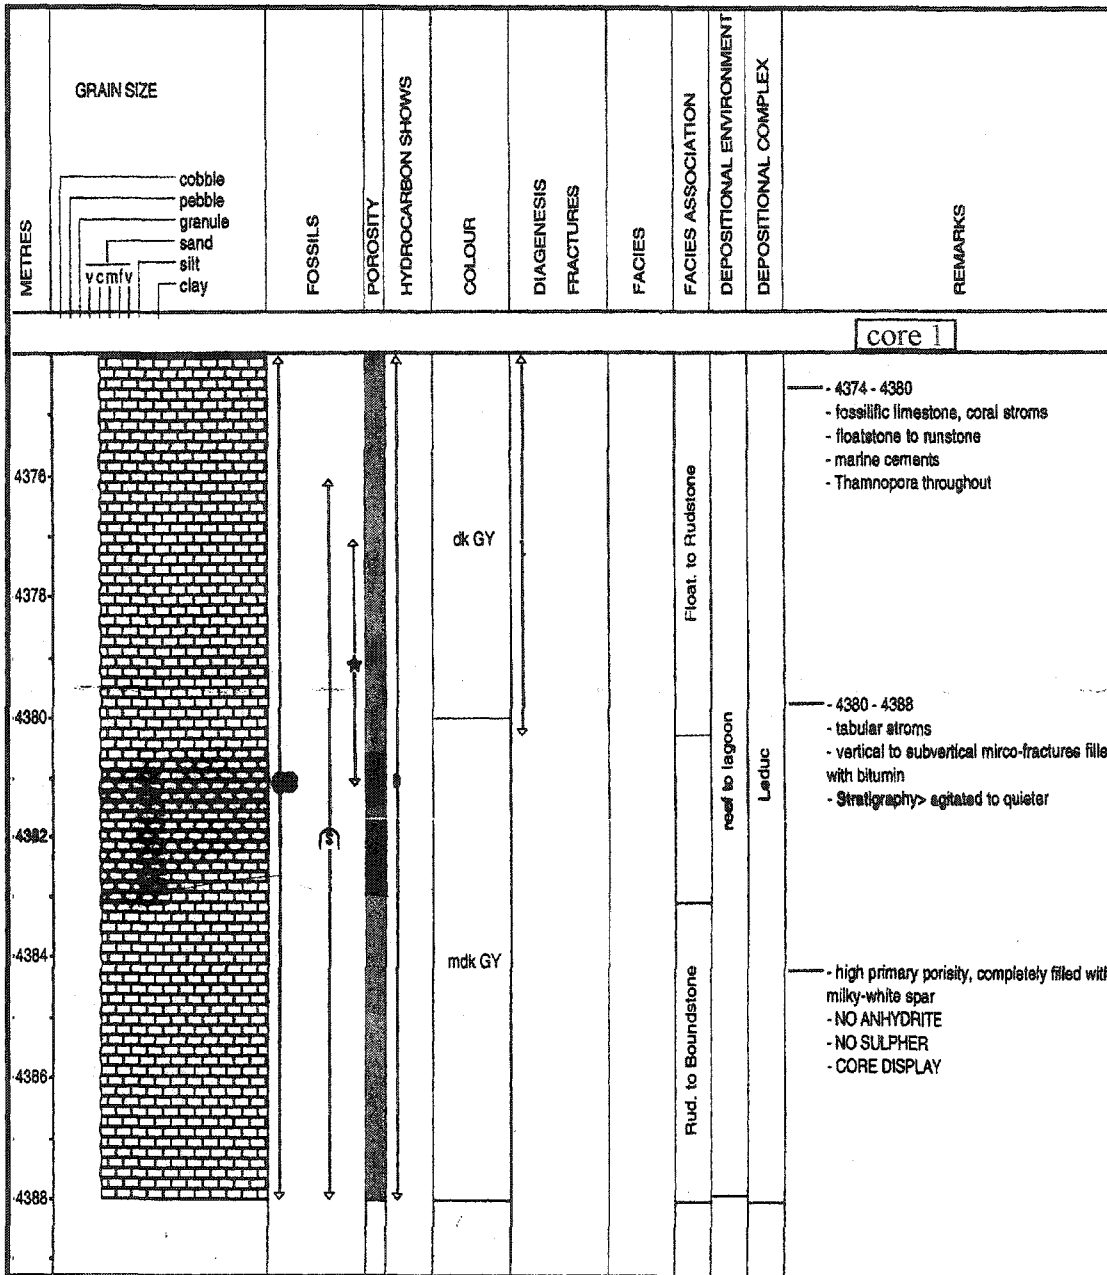 GRAIN SIZE
cobble
pebble
granule
sand
silt
v c m f v
clay
METRES
FOSSILS
POROSITY
HYDROCARBON SHOWS
COLOUR
DIAGENESIS
FRACTURES
FACIES
FACIES ASSOCIATION
DEPOSITIONAL ENVIRONMENT
DEPOSITIONAL COMPLEX
REMARKS
core 1
- 4374 - 4380
- fossilific limestone, coral stroms
- floatstone to runstone
- marine cements
- Thamnopora throughout
4376
dk GY
Float. to Rudstone
4378
4380
- 4380 - 4388
- tabular stroms
- vertical to subvertical mirco-fractures fille
with bitumin
- Stratigraphy> agitated to quieter
reef to lagoon
Leduc
4382
4384
mdk GY
Rud. to Boundstone
- high primary porisity, completely filled with
milky-white spar
- NO ANHYDRITE
- NO SULPHER
- CORE DISPLAY
4386
4388